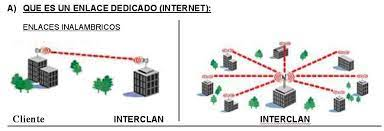 A) QUE ES UN ENLACE DEDICADO (INTERNET):
ENLACES INALAMBRICOS
Cliente INTERCLAN INTERCLAN